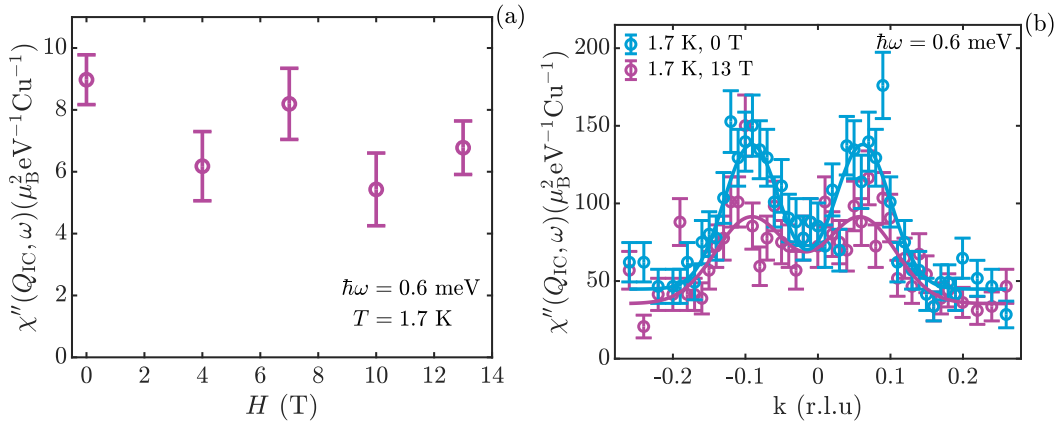 (a)
χ′′(Q_IC, ω)(μ_B^2 eV^−1 Cu^−1)
10
8
6
4
2
0
ℏω = 0.6 meV
T = 1.7 K
0 2 4 6 8 10 12 14
H (T)
(b)
χ′′(Q_IC, ω)(μ_B^2 eV^−1 Cu^−1)
200
150
100
50
0
1.7 K, 0 T
1.7 K, 13 T
ℏω = 0.6 meV
-0.2 -0.1 0 0.1 0.2
k (r.l.u)